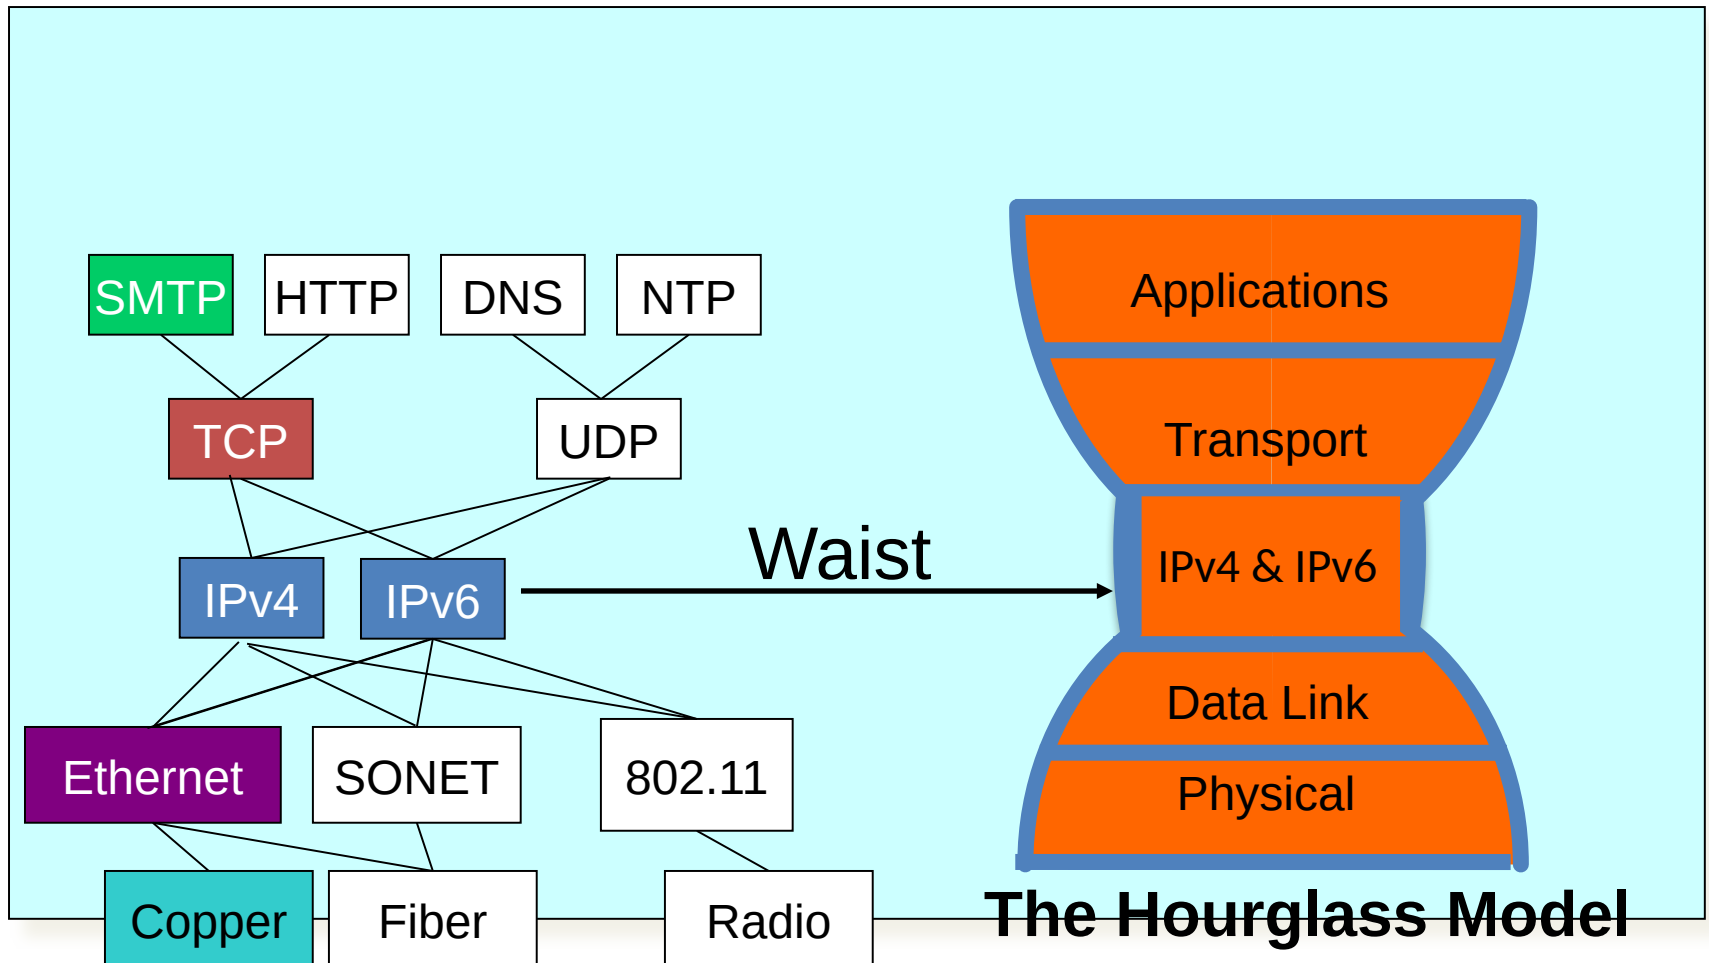 SMTP
HTTP
DNS
NTP
TCP
UDP
IPv4
IPv6
Waist
Ethernet
SONET
802.11
Copper
Fiber
Radio
Applications
Transport
IPv4 & IPv6
Data Link
Physical
The Hourglass Model